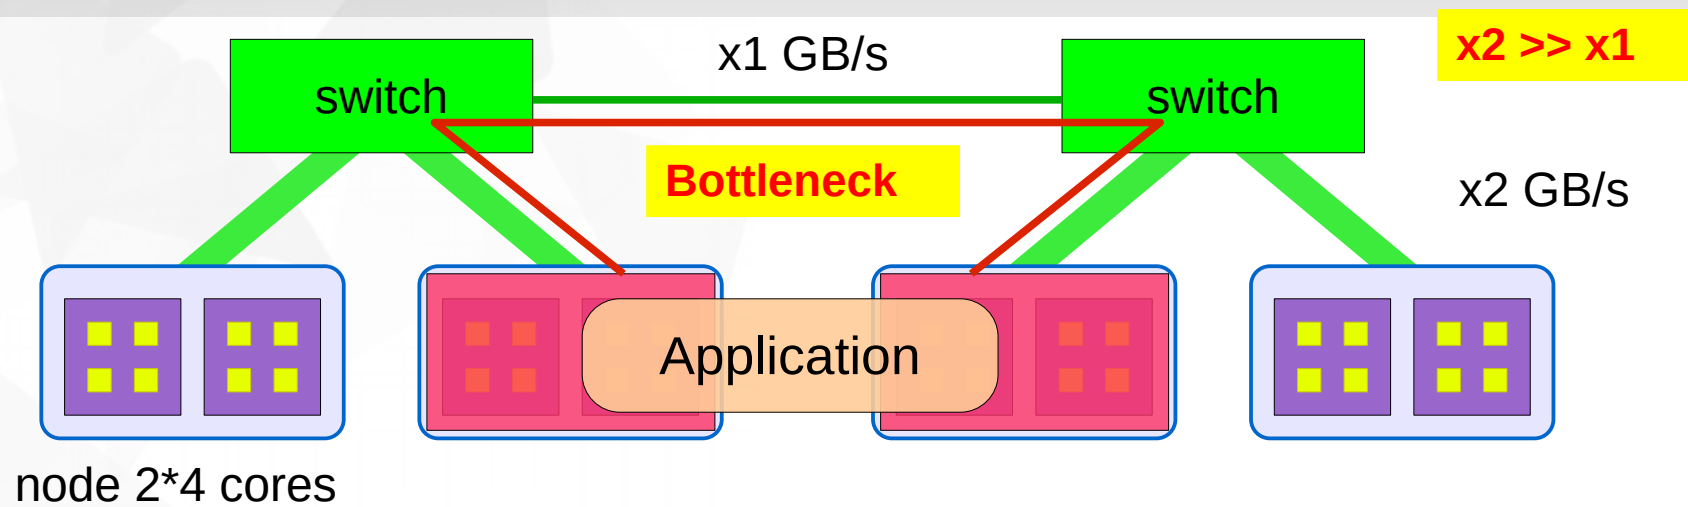 x1 GB/s
x2 >> x1
switch
switch
Bottleneck
x2 GB/s
Application
node 2*4 cores